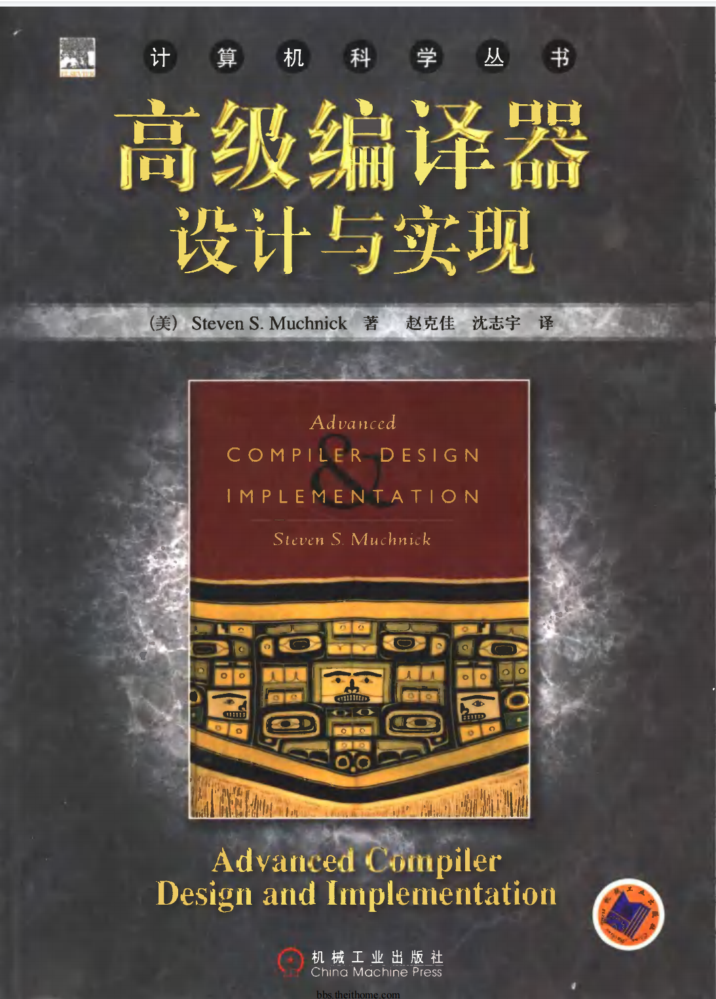 计算机科学丛书
ELSEVIER
高级编译器
设计与实现
(美) Steven S. Muchnick 著 赵克佳 沈志宇 译
Advanced
COMPILER DESIGN
&
IMPLEMENTATION
Steven S. Muchnick
Advanced Compiler
Design and Implementation
机械工业出版社
China Machine Press
bbs.theithome.com